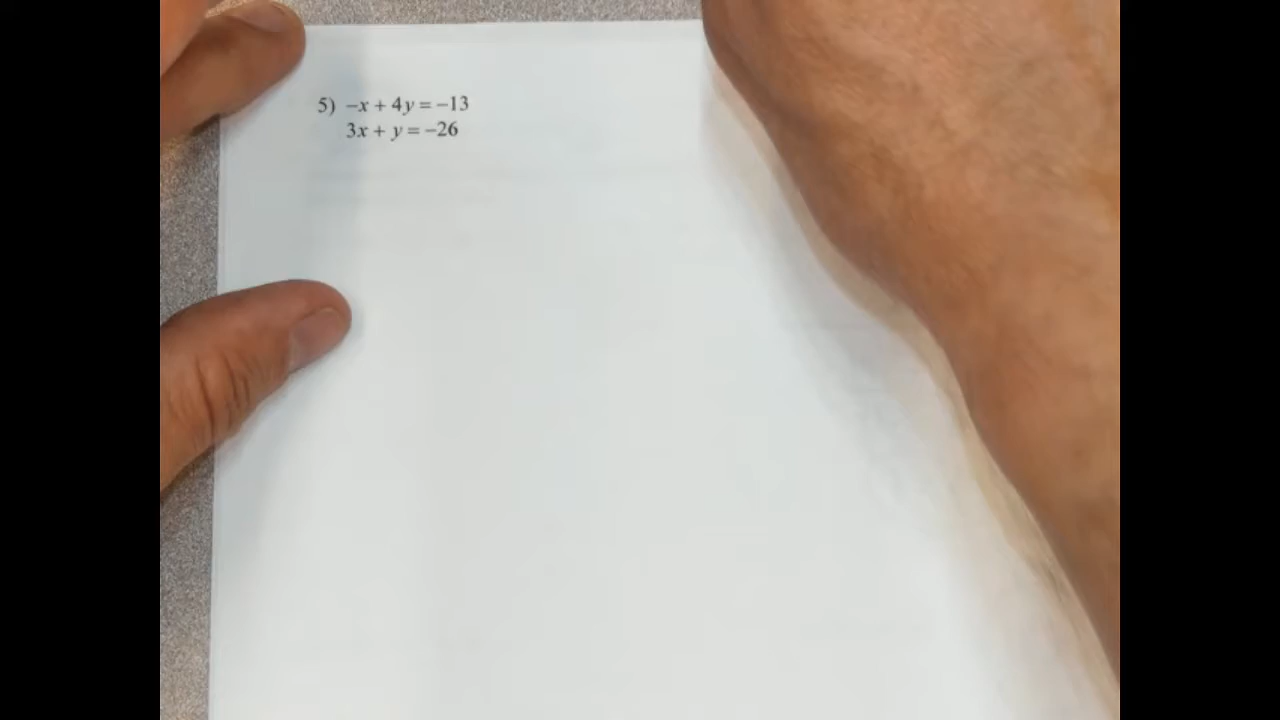 5) −x + 4y = −13
3x + y = −26